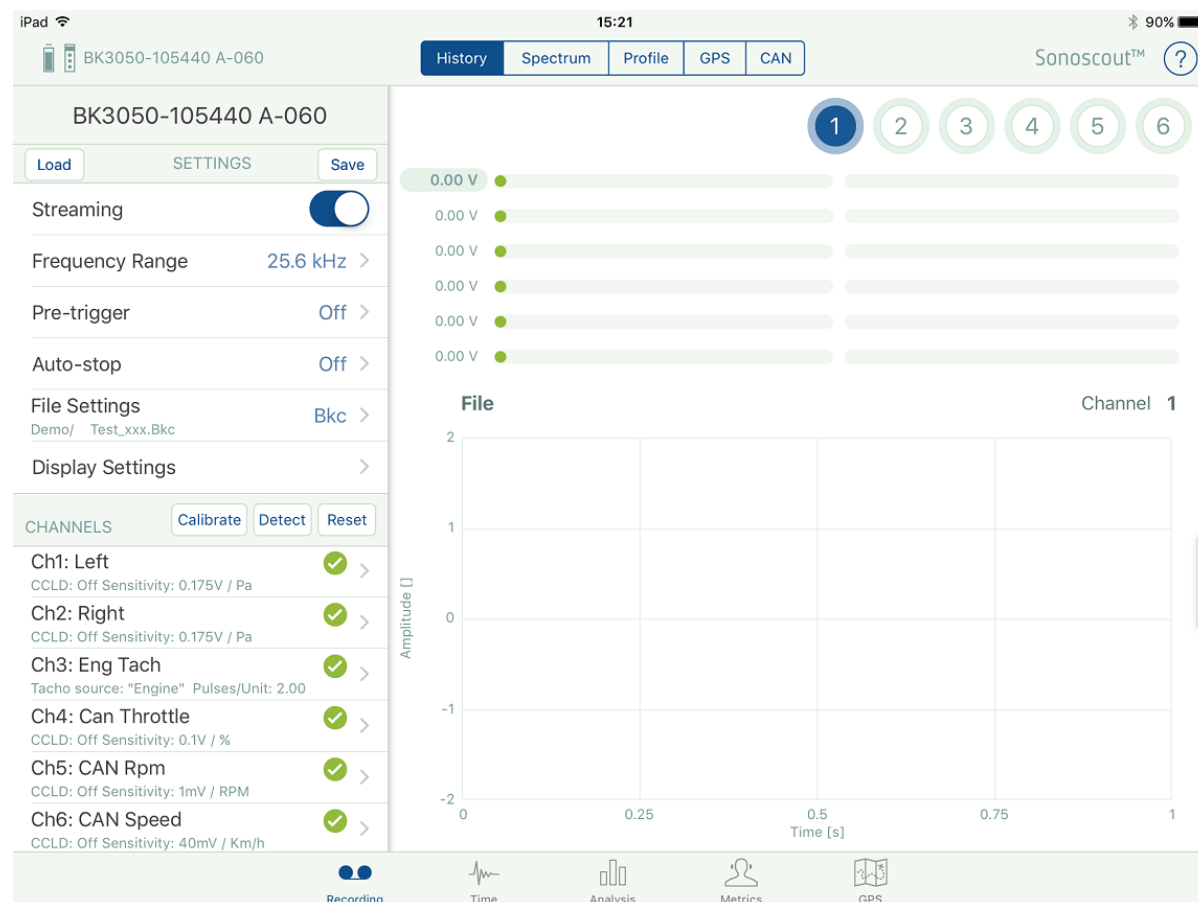 iPad 15:21 90%
BK3050-105440 A-060 History Spectrum Profile GPS CAN Sonoscout™ ?
BK3050-105440 A-060
Load SETTINGS Save
Streaming
Frequency Range 25.6 kHz
Pre-trigger Off
Auto-stop Off
File Settings Bkc
Demo/ Test_xxx.Bkc
Display Settings
CHANNELS Calibrate Detect Reset
Ch1: Left
CCLD: Off Sensitivity: 0.175V / Pa
Ch2: Right
CCLD: Off Sensitivity: 0.175V / Pa
Ch3: Eng Tach
Tacho source: "Engine" Pulses/Unit: 2.00
Ch4: Can Throttle
CCLD: Off Sensitivity: 0.1V / %
Ch5: CAN Rpm
CCLD: Off Sensitivity: 1mV / RPM
Ch6: CAN Speed
CCLD: Off Sensitivity: 40mV / Km/h
1 2 3 4 5 6
0.00 V
0.00 V
0.00 V
0.00 V
0.00 V
0.00 V
File Channel 1
2
1
0
-1
-2
Amplitude []
0 0.25 0.5 0.75 1
Time [s]
Recording Time Analysis Metrics GPS